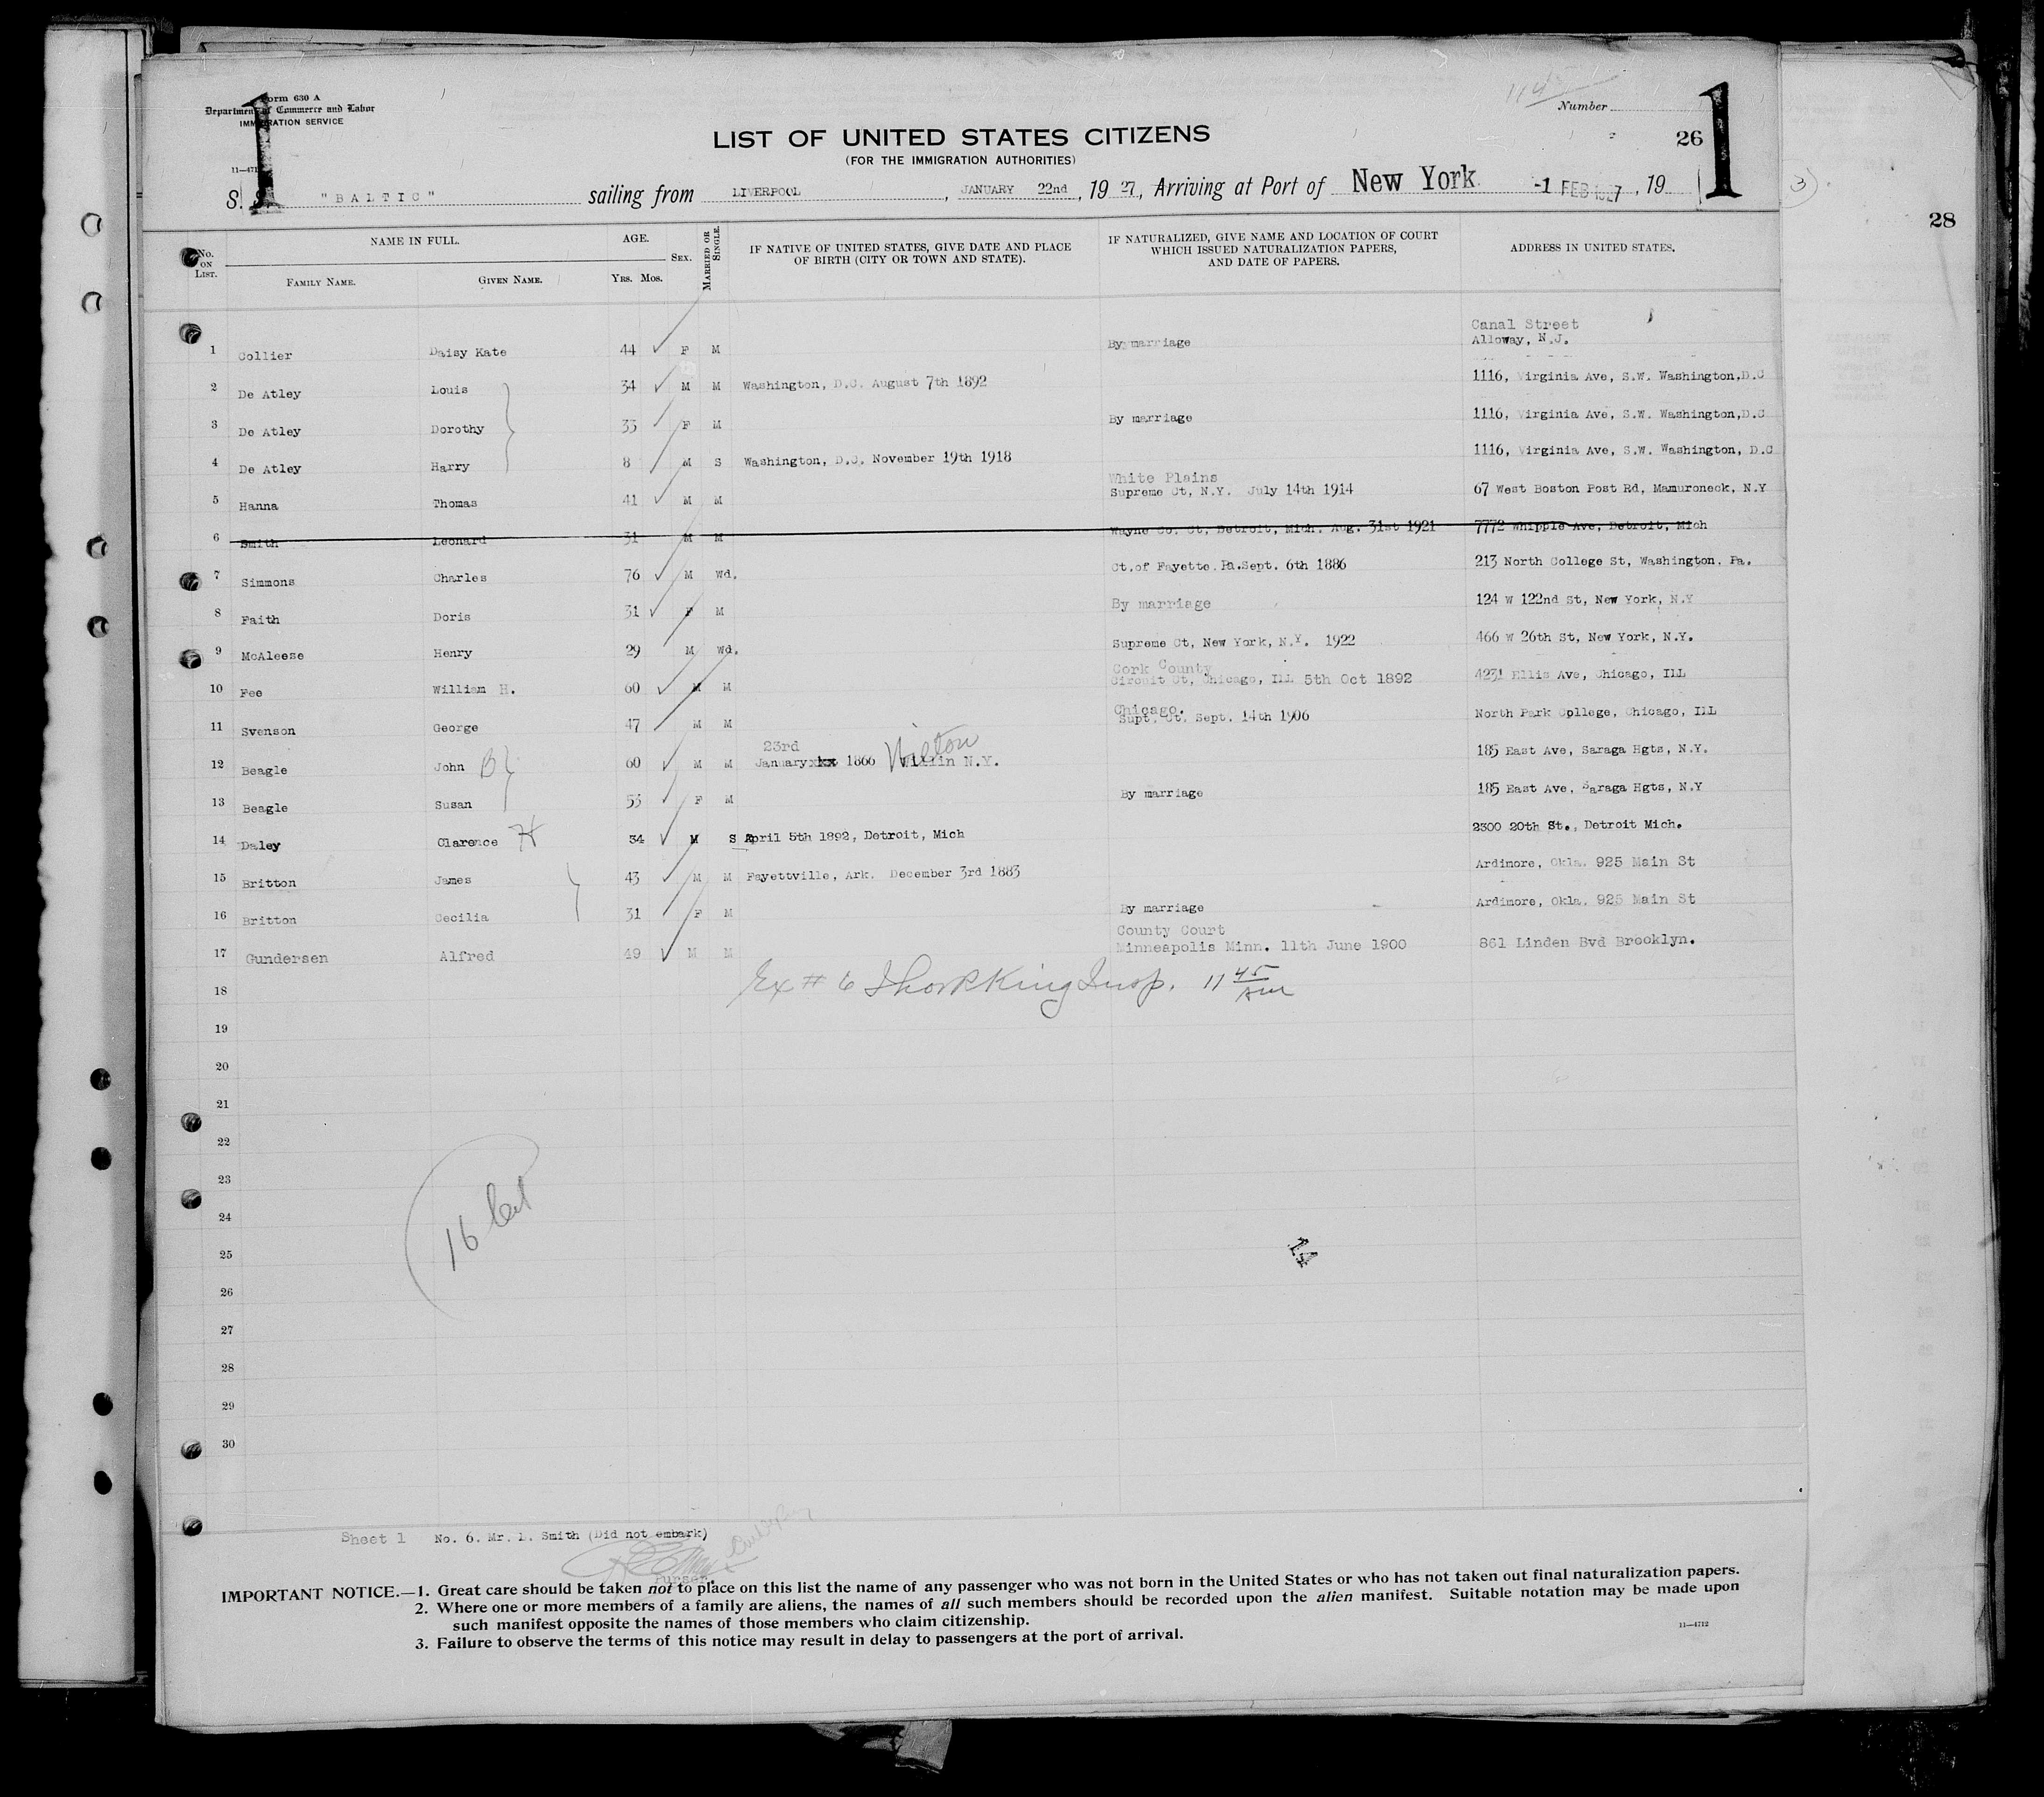 Form 630 A
Department of Commerce and Labor
IMMIGRATION SERVICE
1
1
Number
26
28
3
LIST OF UNITED STATES CITIZENS
(FOR THE IMMIGRATION AUTHORITIES)
S. S. "BALTIC" sailing from LIVERPOOL, JANUARY 22nd, 1927, Arriving at Port of New York -1 FEB 1927, 19
No. ON LIST. NAME IN FULL. FAMILY NAME. GIVEN NAME. AGE. YRS. MOS. SEX. MARRIED OR SINGLE. IF NATIVE OF UNITED STATES, GIVE DATE AND PLACE OF BIRTH (CITY OR TOWN AND STATE). IF NATURALIZED, GIVE NAME AND LOCATION OF COURT WHICH ISSUED NATURALIZATION PAPERS, AND DATE OF PAPERS. ADDRESS IN UNITED STATES.
1 Collier Daisy Kate 44 F M By marriage Canal Street Alloway, N.J.
2 De Atley Louis 34 M M Washington, D.C. August 7th 1892 1116, Virginia Ave, S.W. Washington,D.C
3 De Atley Dorothy 33 F M By marriage 1116, Virginia Ave, S.W. Washington,D.C
4 De Atley Harry 8 M S Washington, D.C. November 19th 1918 1116, Virginia Ave, S.W. Washington, D.C
5 Hanna Thomas 41 M M White Plains Supreme Ct, N.Y. July 14th 1914 67 West Boston Post Rd, Mamuroneck, N.Y
6 Smith Leonard 31 M M Wayne Co. Ct, Detroit, Mich. Aug. 31st 1921 7772 Whipple Ave, Detroit, Mich
7 Simmons Charles 76 M Wd. Ct.of Fayette. Pa.Sept. 6th 1886 213 North College St, Washington. Pa.
8 Faith Doris 31 F M By marriage 124 W 122nd St, New York, N.Y
9 McAleese Henry 29 M Wd. Supreme Ct, New York, N.Y. 1922 466 W 26th St, New York, N.Y.
10 Fee William H. 60 M M Cork County Circuit Ct, Chicago, Ill 5th Oct 1892 4231 Ellis Ave, Chicago, Ill
11 Svenson George 47 M M Chicago. Supt. Ct. Sept. 14th 1906 North Park College, Chicago, Ill
12 Beagle John B 60 M M 23rd Januaryxxx 1866 Wilton N.Y. 185 East Ave, Saraga Hgts, N.Y.
13 Beagle Susan 53 F M By marriage 185 East Ave, Saraga Hgts, N.Y
14 Daley Clarence H 34 M S April 5th 1892, Detroit, Mich 2300 20th St., Detroit Mich.
15 Britton James 43 M M Fayettville, Ark. December 3rd 1883 Ardimore, Okla. 925 Main St
16 Britton Cecilia 31 F M By marriage Ardimore, Okla. 925 Main St
17 Gundersen Alfred 49 M M County Court Minneapolis Minn. 11th June 1900 861 Linden Bvd Brooklyn.
18 Ex # 6 Insp. 11 45 am
19
20
21
22
23
24
16 Cit
25
14
26
27
28
29
30
Sheet 1 No. 6. Mr. L. Smith (Did not embark)
Purser.
IMPORTANT NOTICE.—1. Great care should be taken not to place on this list the name of any passenger who was not born in the United States or who has not taken out final naturalization papers.
2. Where one or more members of a family are aliens, the names of all such members should be recorded upon the alien manifest. Suitable notation may be made upon
such manifest opposite the names of those members who claim citizenship.
3. Failure to observe the terms of this notice may result in delay to passengers at the port of arrival.
11—4712